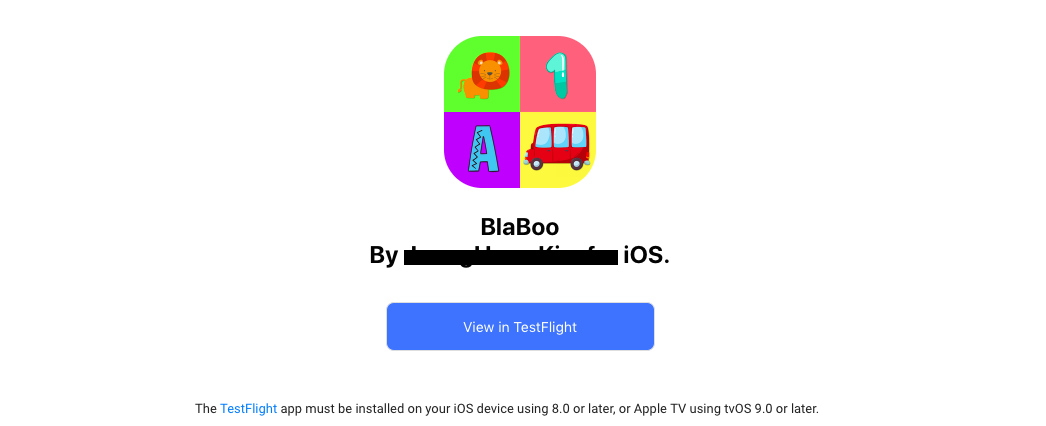 1
A
BlaBoo
By iOS.
View in TestFlight
The TestFlight app must be installed on your iOS device using 8.0 or later, or Apple TV using tvOS 9.0 or later.